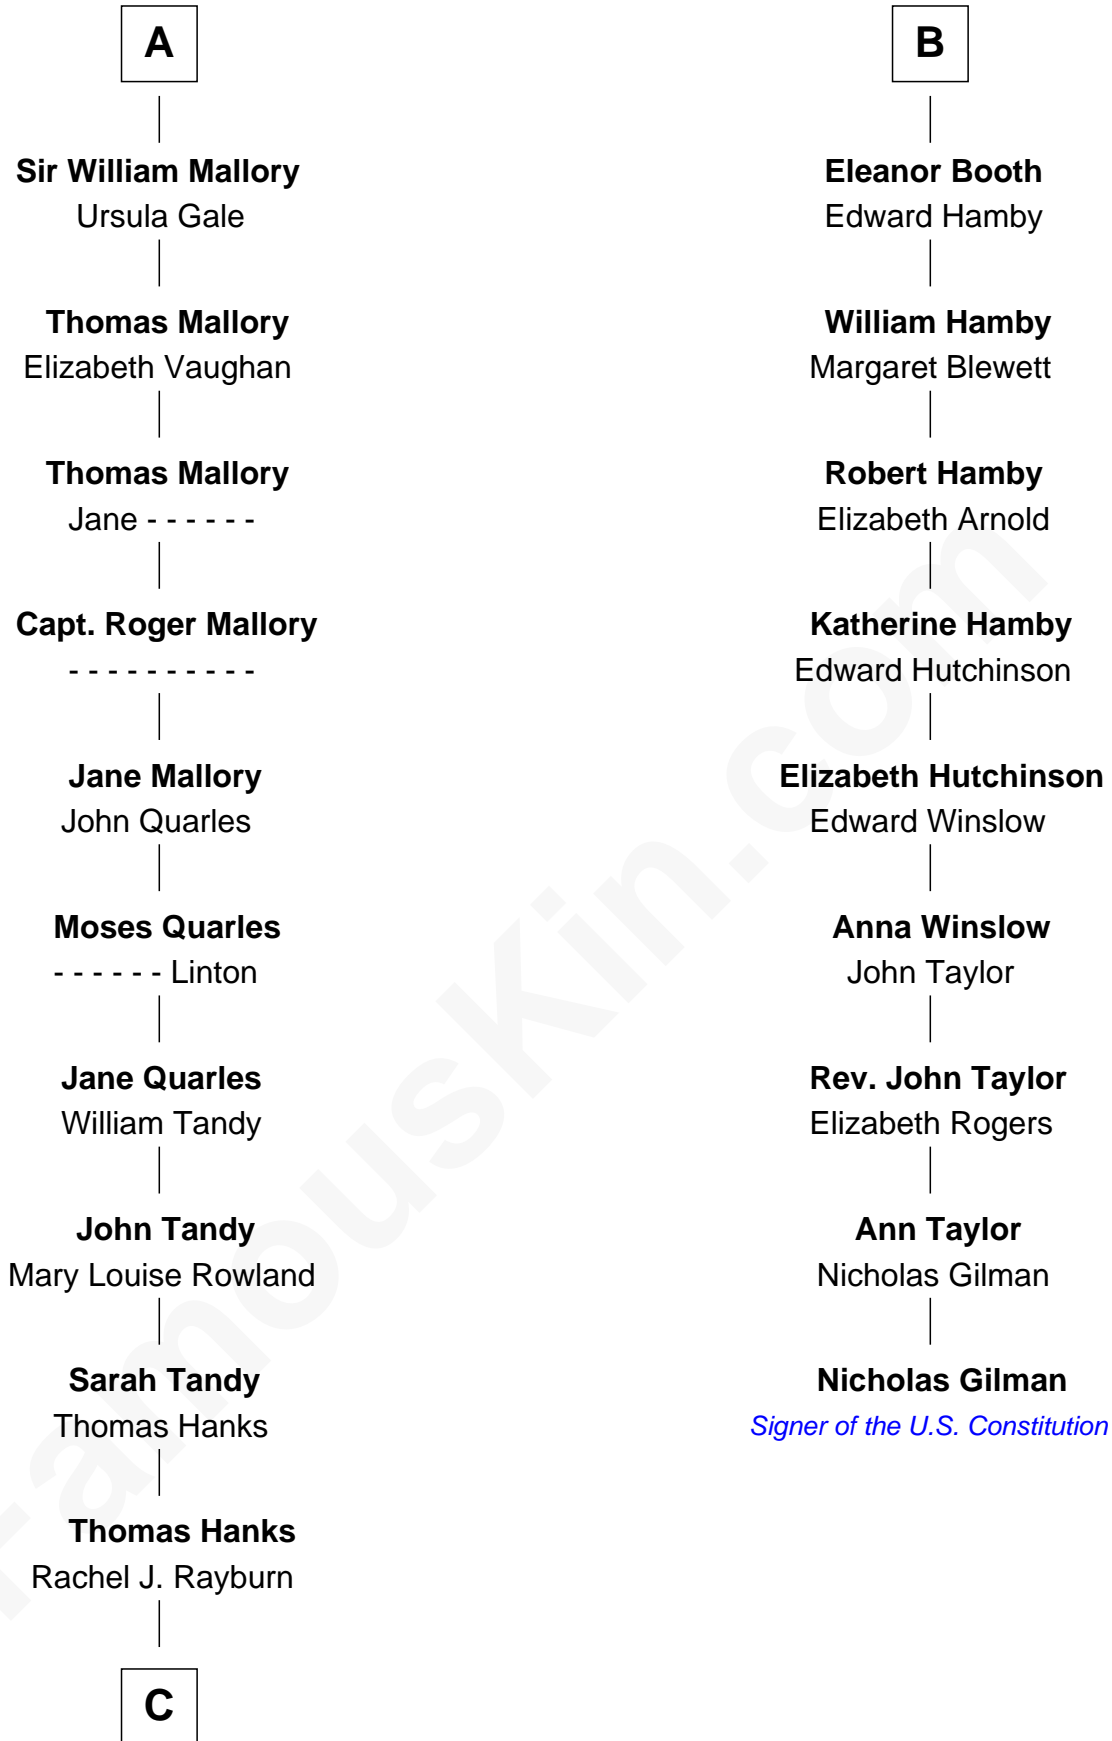 A
Sir William Mallory
Ursula Gale
Thomas Mallory
Elizabeth Vaughan
Thomas Mallory
Jane - - - - - -
Capt. Roger Mallory
- - - - - - - - - -
Jane Mallory
John Quarles
Moses Quarles
- - - - - - Linton
Jane Quarles
William Tandy
John Tandy
Mary Louise Rowland
Sarah Tandy
Thomas Hanks
Thomas Hanks
Rachel J. Rayburn
C
B
Eleanor Booth
Edward Hamby
William Hamby
Margaret Blewett
Robert Hamby
Elizabeth Arnold
Katherine Hamby
Edward Hutchinson
Elizabeth Hutchinson
Edward Winslow
Anna Winslow
John Taylor
Rev. John Taylor
Elizabeth Rogers
Ann Taylor
Nicholas Gilman
Nicholas Gilman
Signer of the U.S. Constitution
FamousKin.com